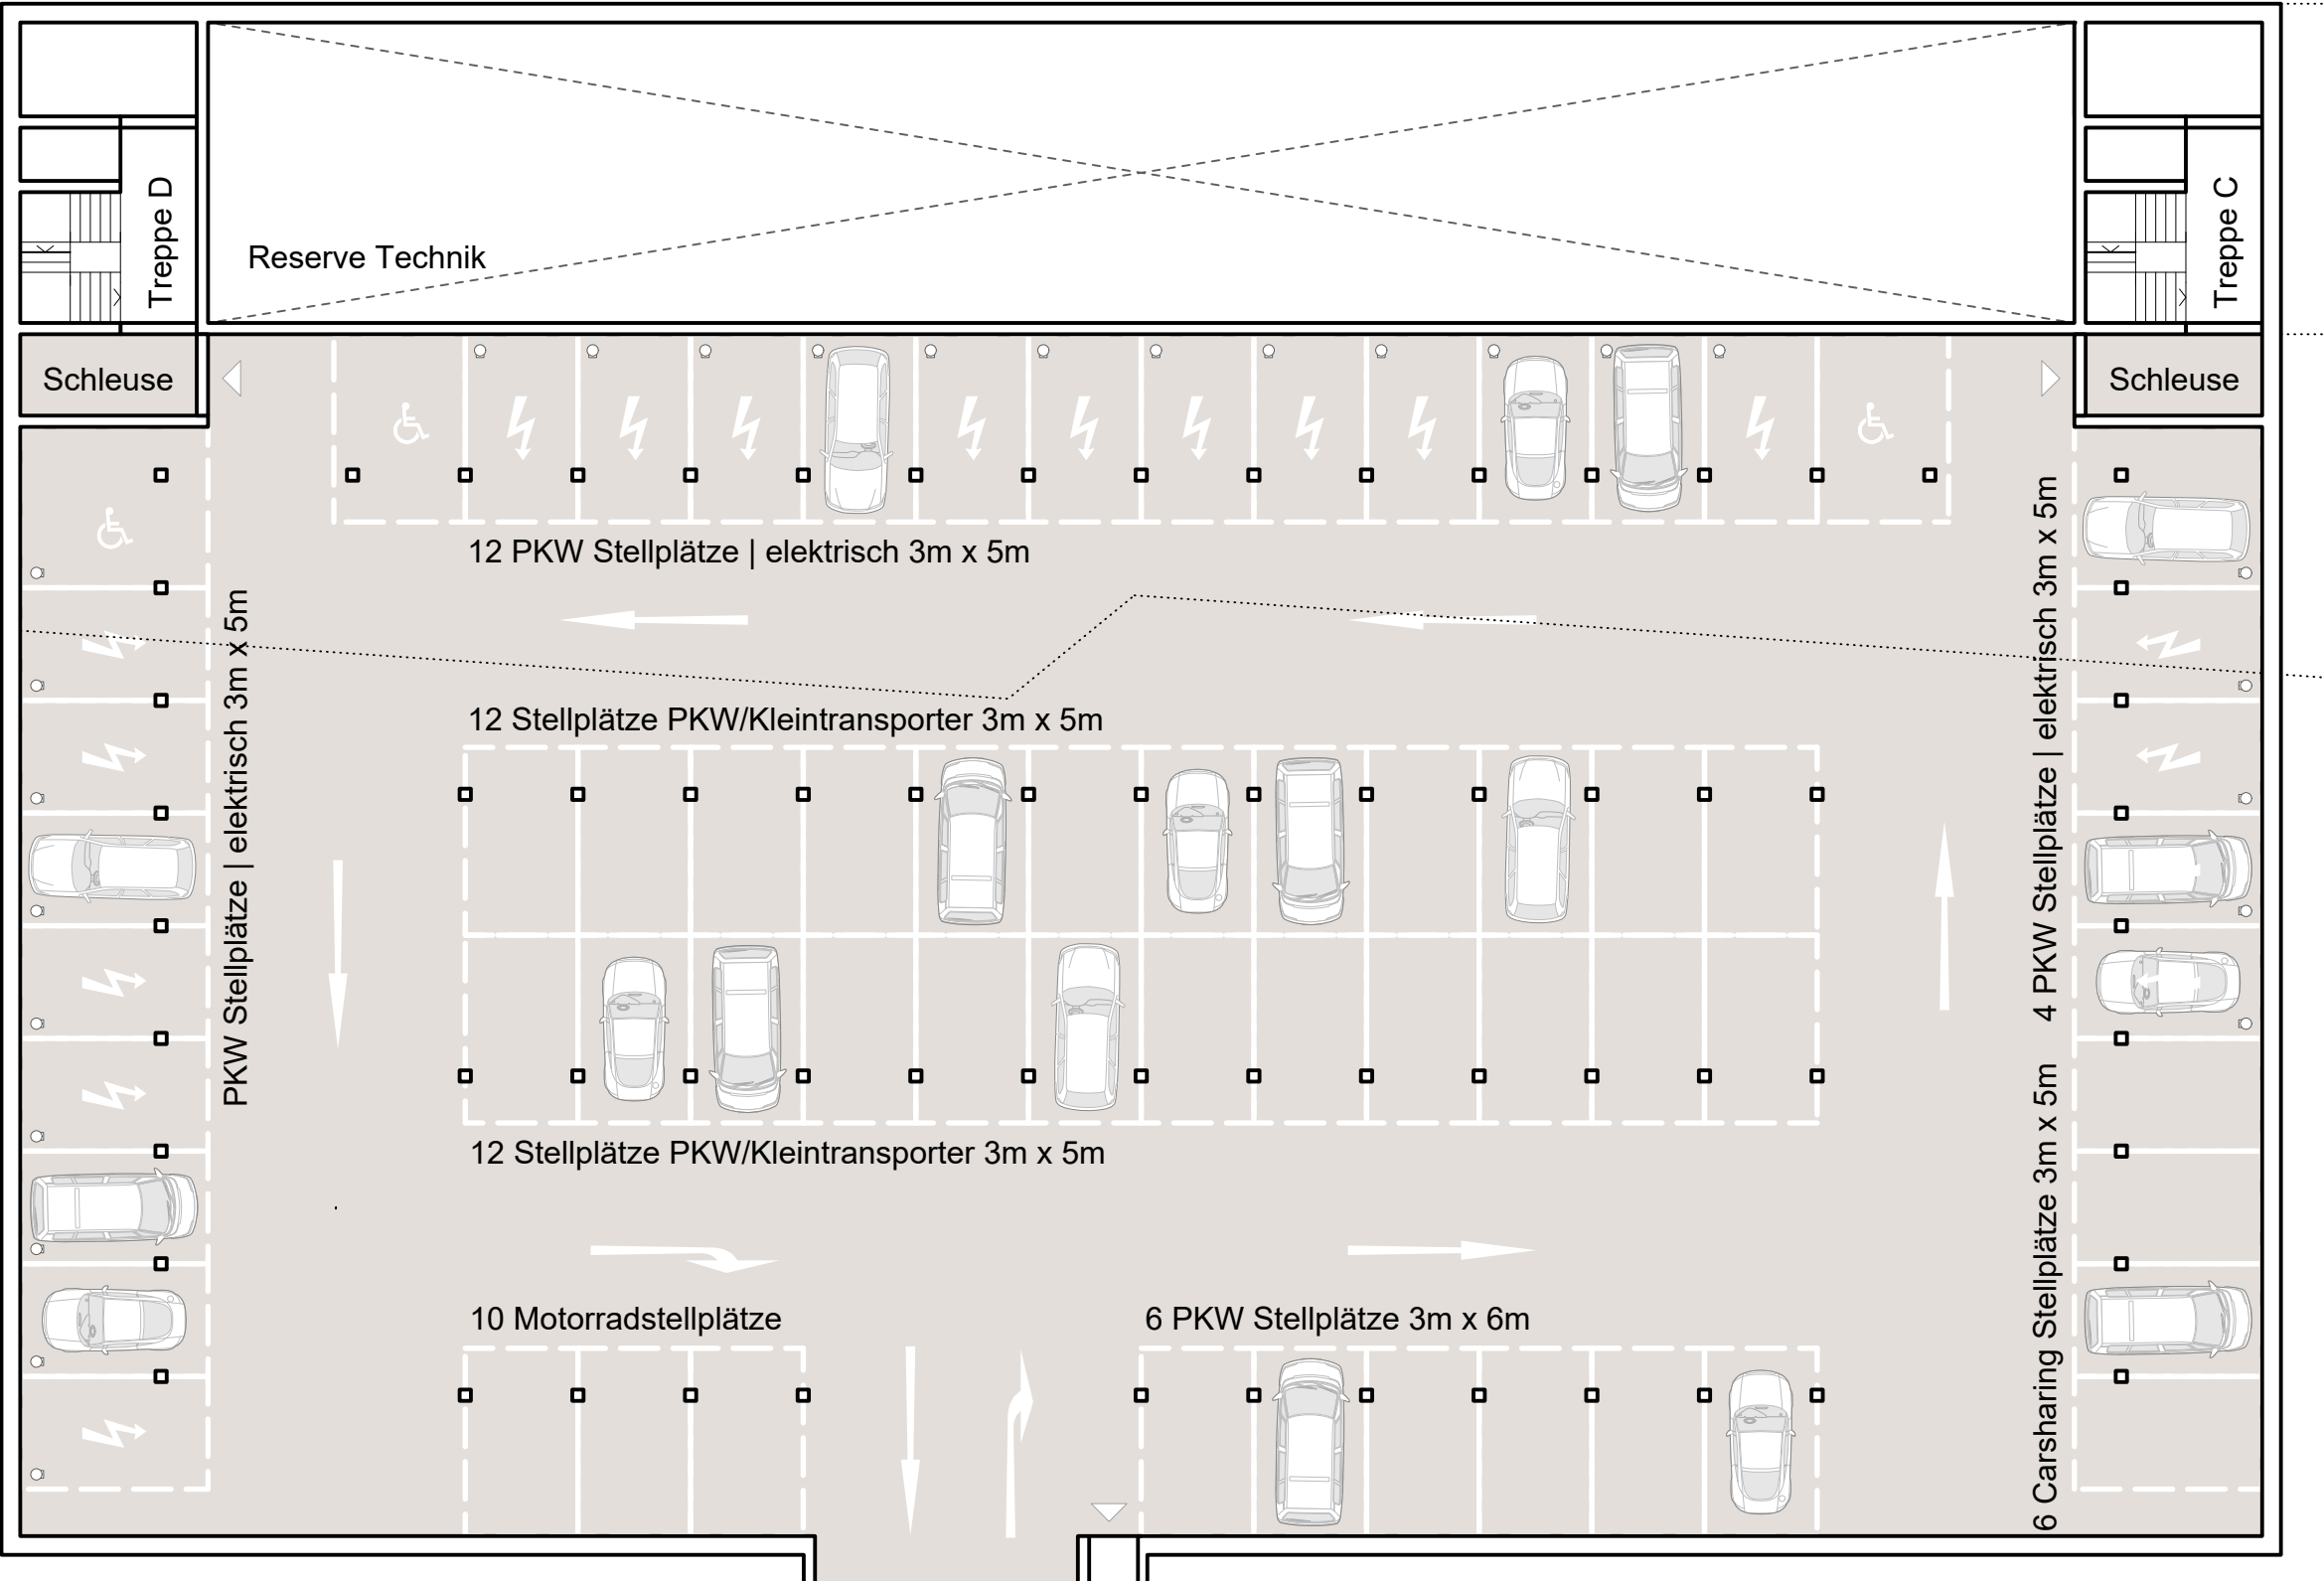 Treppe D
Reserve Technik
Treppe C
Schleuse
Schleuse
12 PKW Stellplätze | elektrisch 3m x 5m
PKW Stellplätze | elektrisch 3m x 5m
12 Stellplätze PKW/Kleintransporter 3m x 5m
4 PKW Stellplätze | elektrisch 3m x 5m
12 Stellplätze PKW/Kleintransporter 3m x 5m
6 Carsharing Stellplätze 3m x 5m
10 Motorradstellplätze
6 PKW Stellplätze 3m x 6m